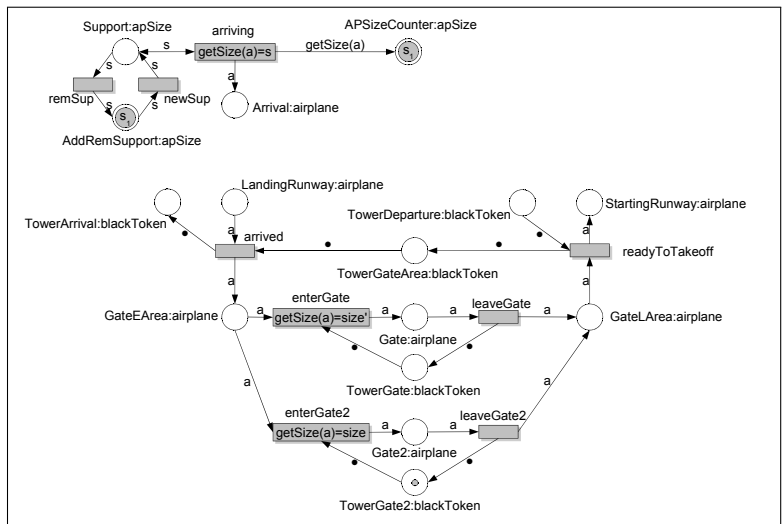 Support:apSize
arriving
APSizeCounter:apSize
s
getSize(a)=s
getSize(a)
s1
s
s
a
remSup
newSup
s
s
Arrival:airplane
s1
AddRemSupport:apSize
LandingRunway:airplane
TowerDeparture:blackToken
StartingRunway:airplane
TowerArrival:blackToken
a
arrived
a
readyToTakeoff
TowerGateArea:blackToken
a
a
enterGate
leaveGate
GateEArea:airplane
a
getSize(a)=size'
a
a
a
GateLArea:airplane
Gate:airplane
TowerGate:blackToken
a
a
enterGate2
leaveGate2
getSize(a)=size
a
a
Gate2:airplane
TowerGate2:blackToken